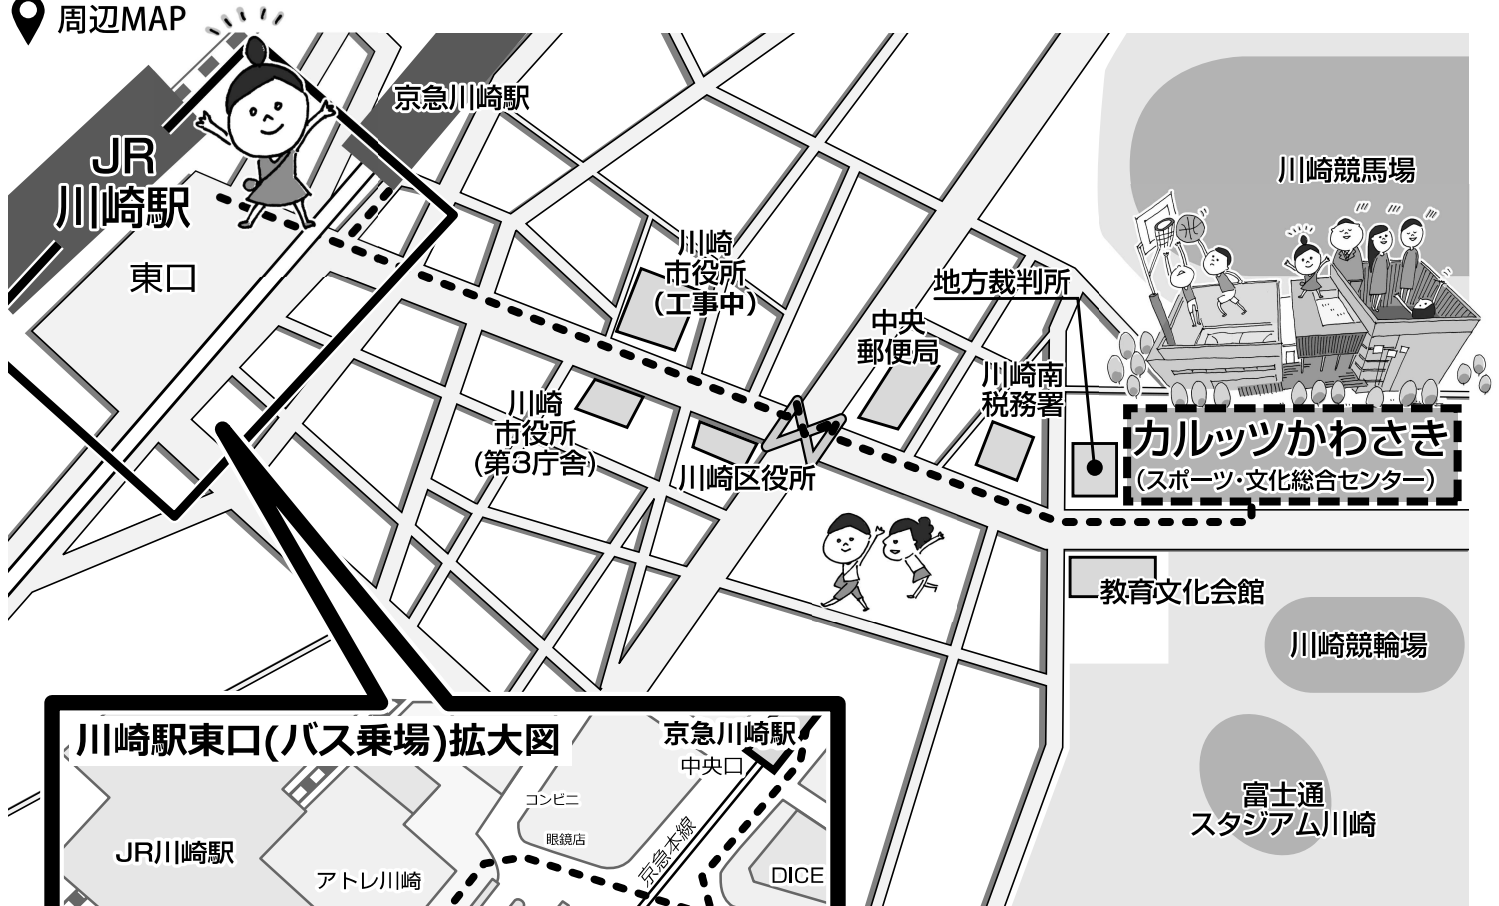 周辺MAP
京急川崎駅
JR
川崎駅
東口
川崎
市役所
(工事中)
地方裁判所
中央
郵便局
川崎南
税務署
川崎競馬場
川崎
市役所
(第3庁舎)
川崎区役所
カルッツかわさき
(スポーツ・文化総合センター)
教育文化会館
川崎競輪場
富士通
スタジアム川崎
川崎駅東口(バス乗場)拡大図
京急川崎駅
中央口
コンビニ
眼鏡店
京急本線
JR川崎駅
アトレ川崎
DICE